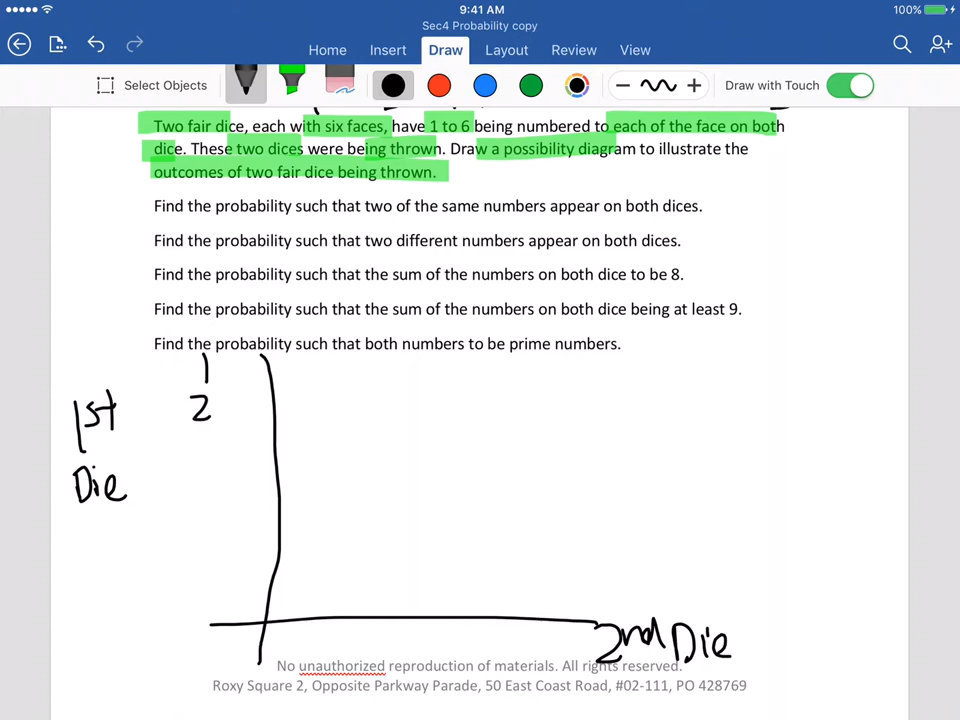 9:41 AM
100%
Sec4 Probability copy
Home Insert Draw Layout Review View
Select Objects
Draw with Touch
Two fair dice, each with six faces, have 1 to 6 being numbered to each of the face on both
dice. These two dices were being thrown. Draw a possibility diagram to illustrate the
outcomes of two fair dice being thrown.
Find the probability such that two of the same numbers appear on both dices.
Find the probability such that two different numbers appear on both dices.
Find the probability such that the sum of the numbers on both dice to be 8.
Find the probability such that the sum of the numbers on both dice being at least 9.
Find the probability such that both numbers to be prime numbers.
1
1st 2
Die
2nd Die
No unauthorized reproduction of materials. All rights reserved.
Roxy Square 2, Opposite Parkway Parade, 50 East Coast Road, #02-111, PO 428769